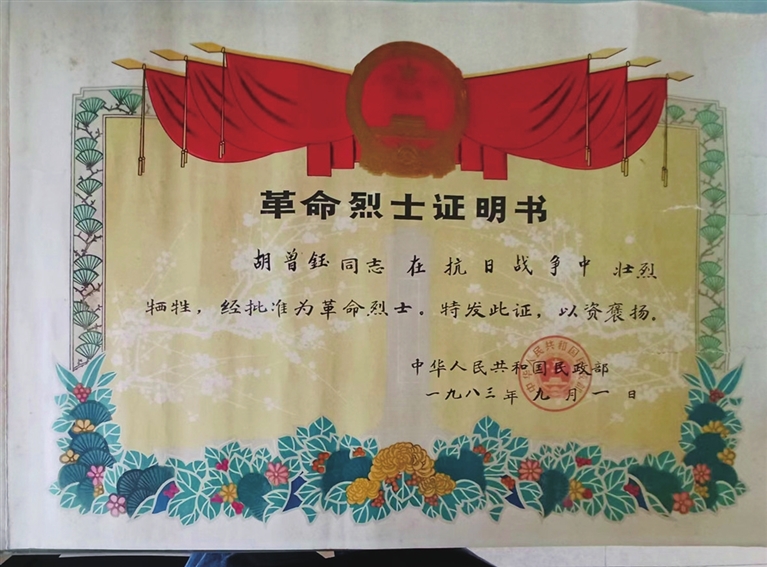 革命烈士证明书
胡曾钰同志 在 抗日战争中 壮烈
牺牲，经批准为革命烈士。特发此证，以资褒扬。
中华人民共和国民政部
一九八三年九月一日